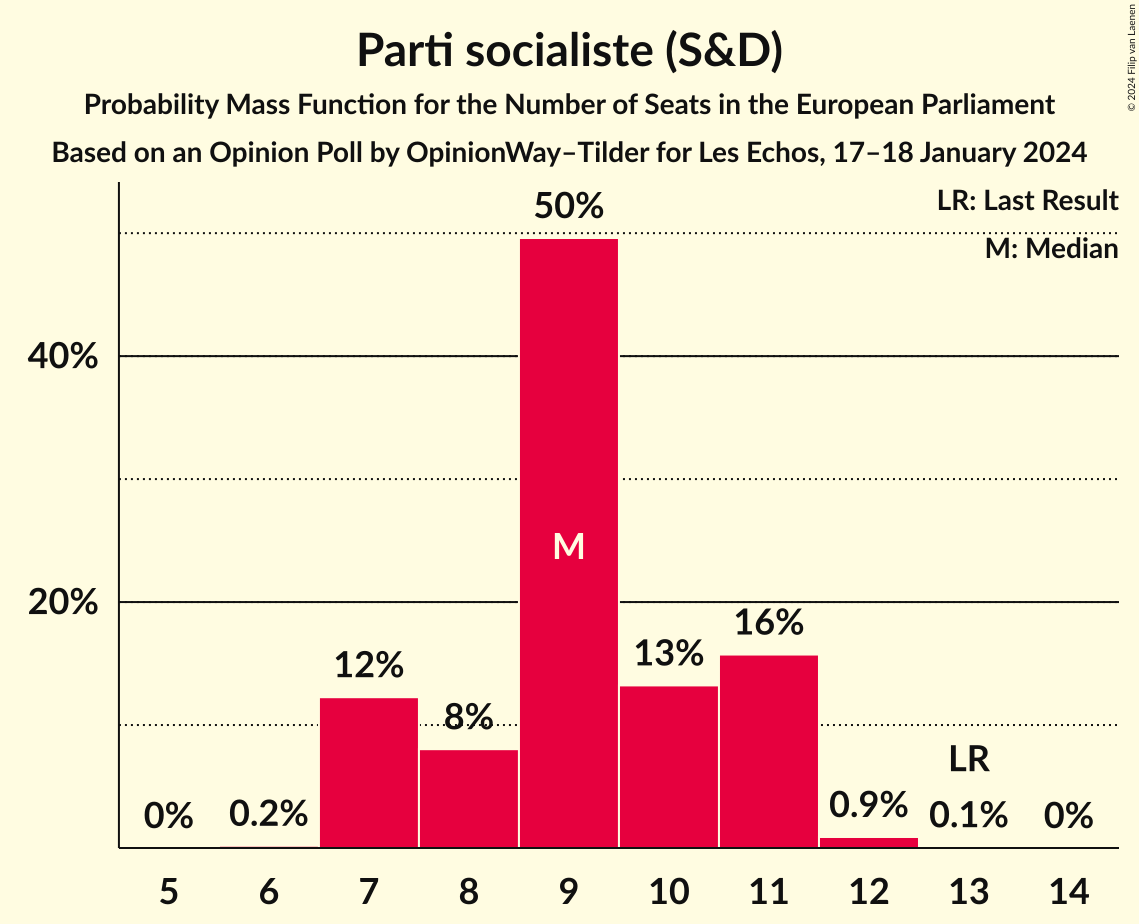 Parti socialiste (S&D)
Probability Mass Function for the Number of Seats in the European Parliament
Based on an Opinion Poll by OpinionWay–Tilder for Les Echos, 17–18 January 2024
© 2024 Filip van Laenen
LR: Last Result
M: Median
50%
40%
M
20%
16%
13%
12%
8%
LR
0%
0.2%
0.9%
0.1%
0%
5 6 7 8 9 10 11 12 13 14